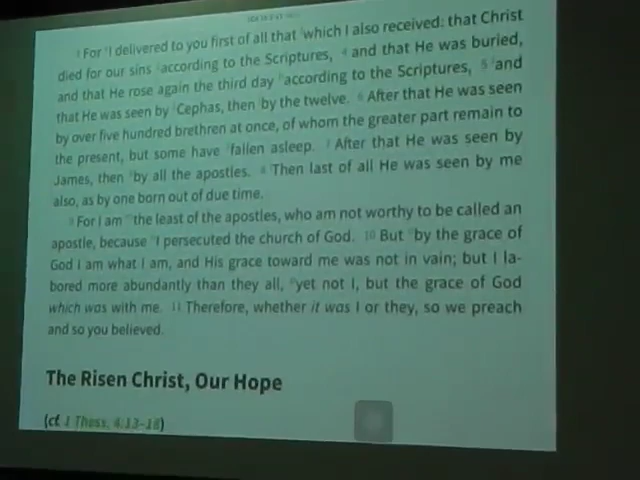 3 For I delivered to you first of all that which I also received: that Christ
died for our sins according to the Scriptures, 4 and that He was buried,
and that He rose again the third day according to the Scriptures, 5 and
that He was seen by Cephas, then by the twelve. 6 After that He was seen
by over five hundred brethren at once, of whom the greater part remain to
the present, but some have fallen asleep. 7 After that He was seen by
James, then by all the apostles. 8 Then last of all He was seen by me
also, as by one born out of due time.
9 For I am the least of the apostles, who am not worthy to be called an
apostle, because I persecuted the church of God. 10 But by the grace of
God I am what I am, and His grace toward me was not in vain; but I la-
bored more abundantly than they all, yet not I, but the grace of God
which was with me. 11 Therefore, whether it was I or they, so we preach
and so you believed.
The Risen Christ, Our Hope
(cf. 1 Thess. 4:13–18)